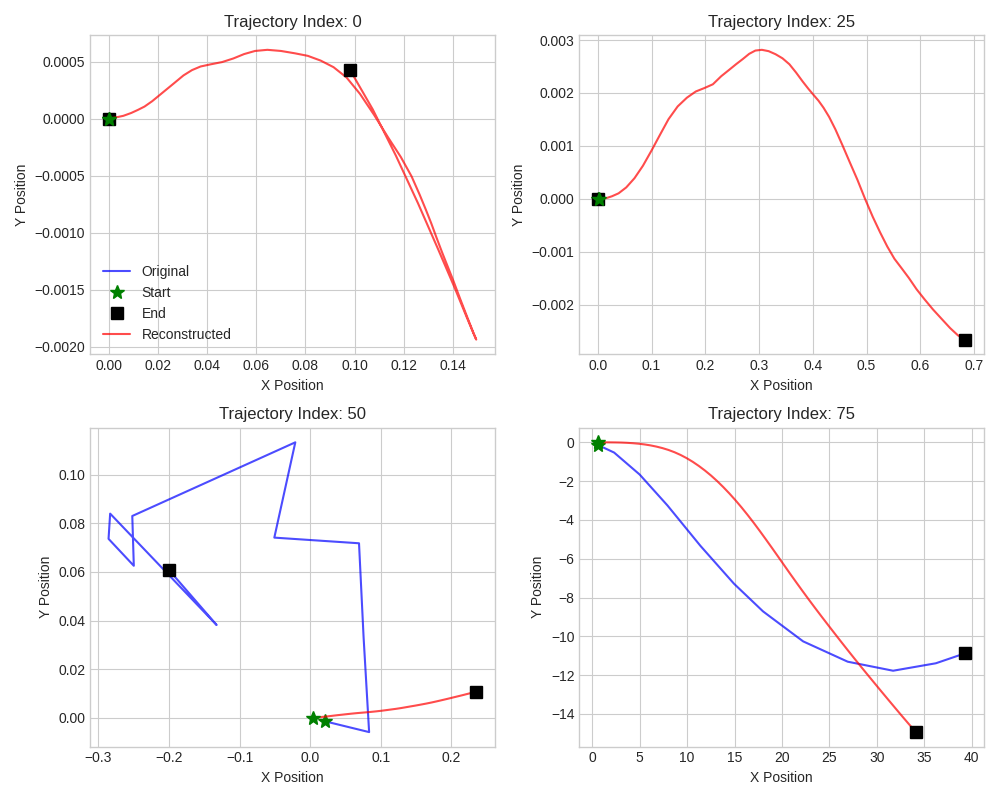 Trajectory Index: 0
0.0005
0.0000
−0.0005
−0.0010
−0.0015
−0.0020
Y Position
Original
Start
End
Reconstructed
0.00 0.02 0.04 0.06 0.08 0.10 0.12 0.14
X Position
Trajectory Index: 25
0.003
0.002
0.001
0.000
−0.001
−0.002
Y Position
0.0 0.1 0.2 0.3 0.4 0.5 0.6 0.7
X Position
Trajectory Index: 50
0.10
0.08
0.06
0.04
0.02
0.00
Y Position
−0.3 −0.2 −0.1 0.0 0.1 0.2
X Position
Trajectory Index: 75
0
−2
−4
−6
−8
−10
−12
−14
Y Position
0 5 10 15 20 25 30 35 40
X Position